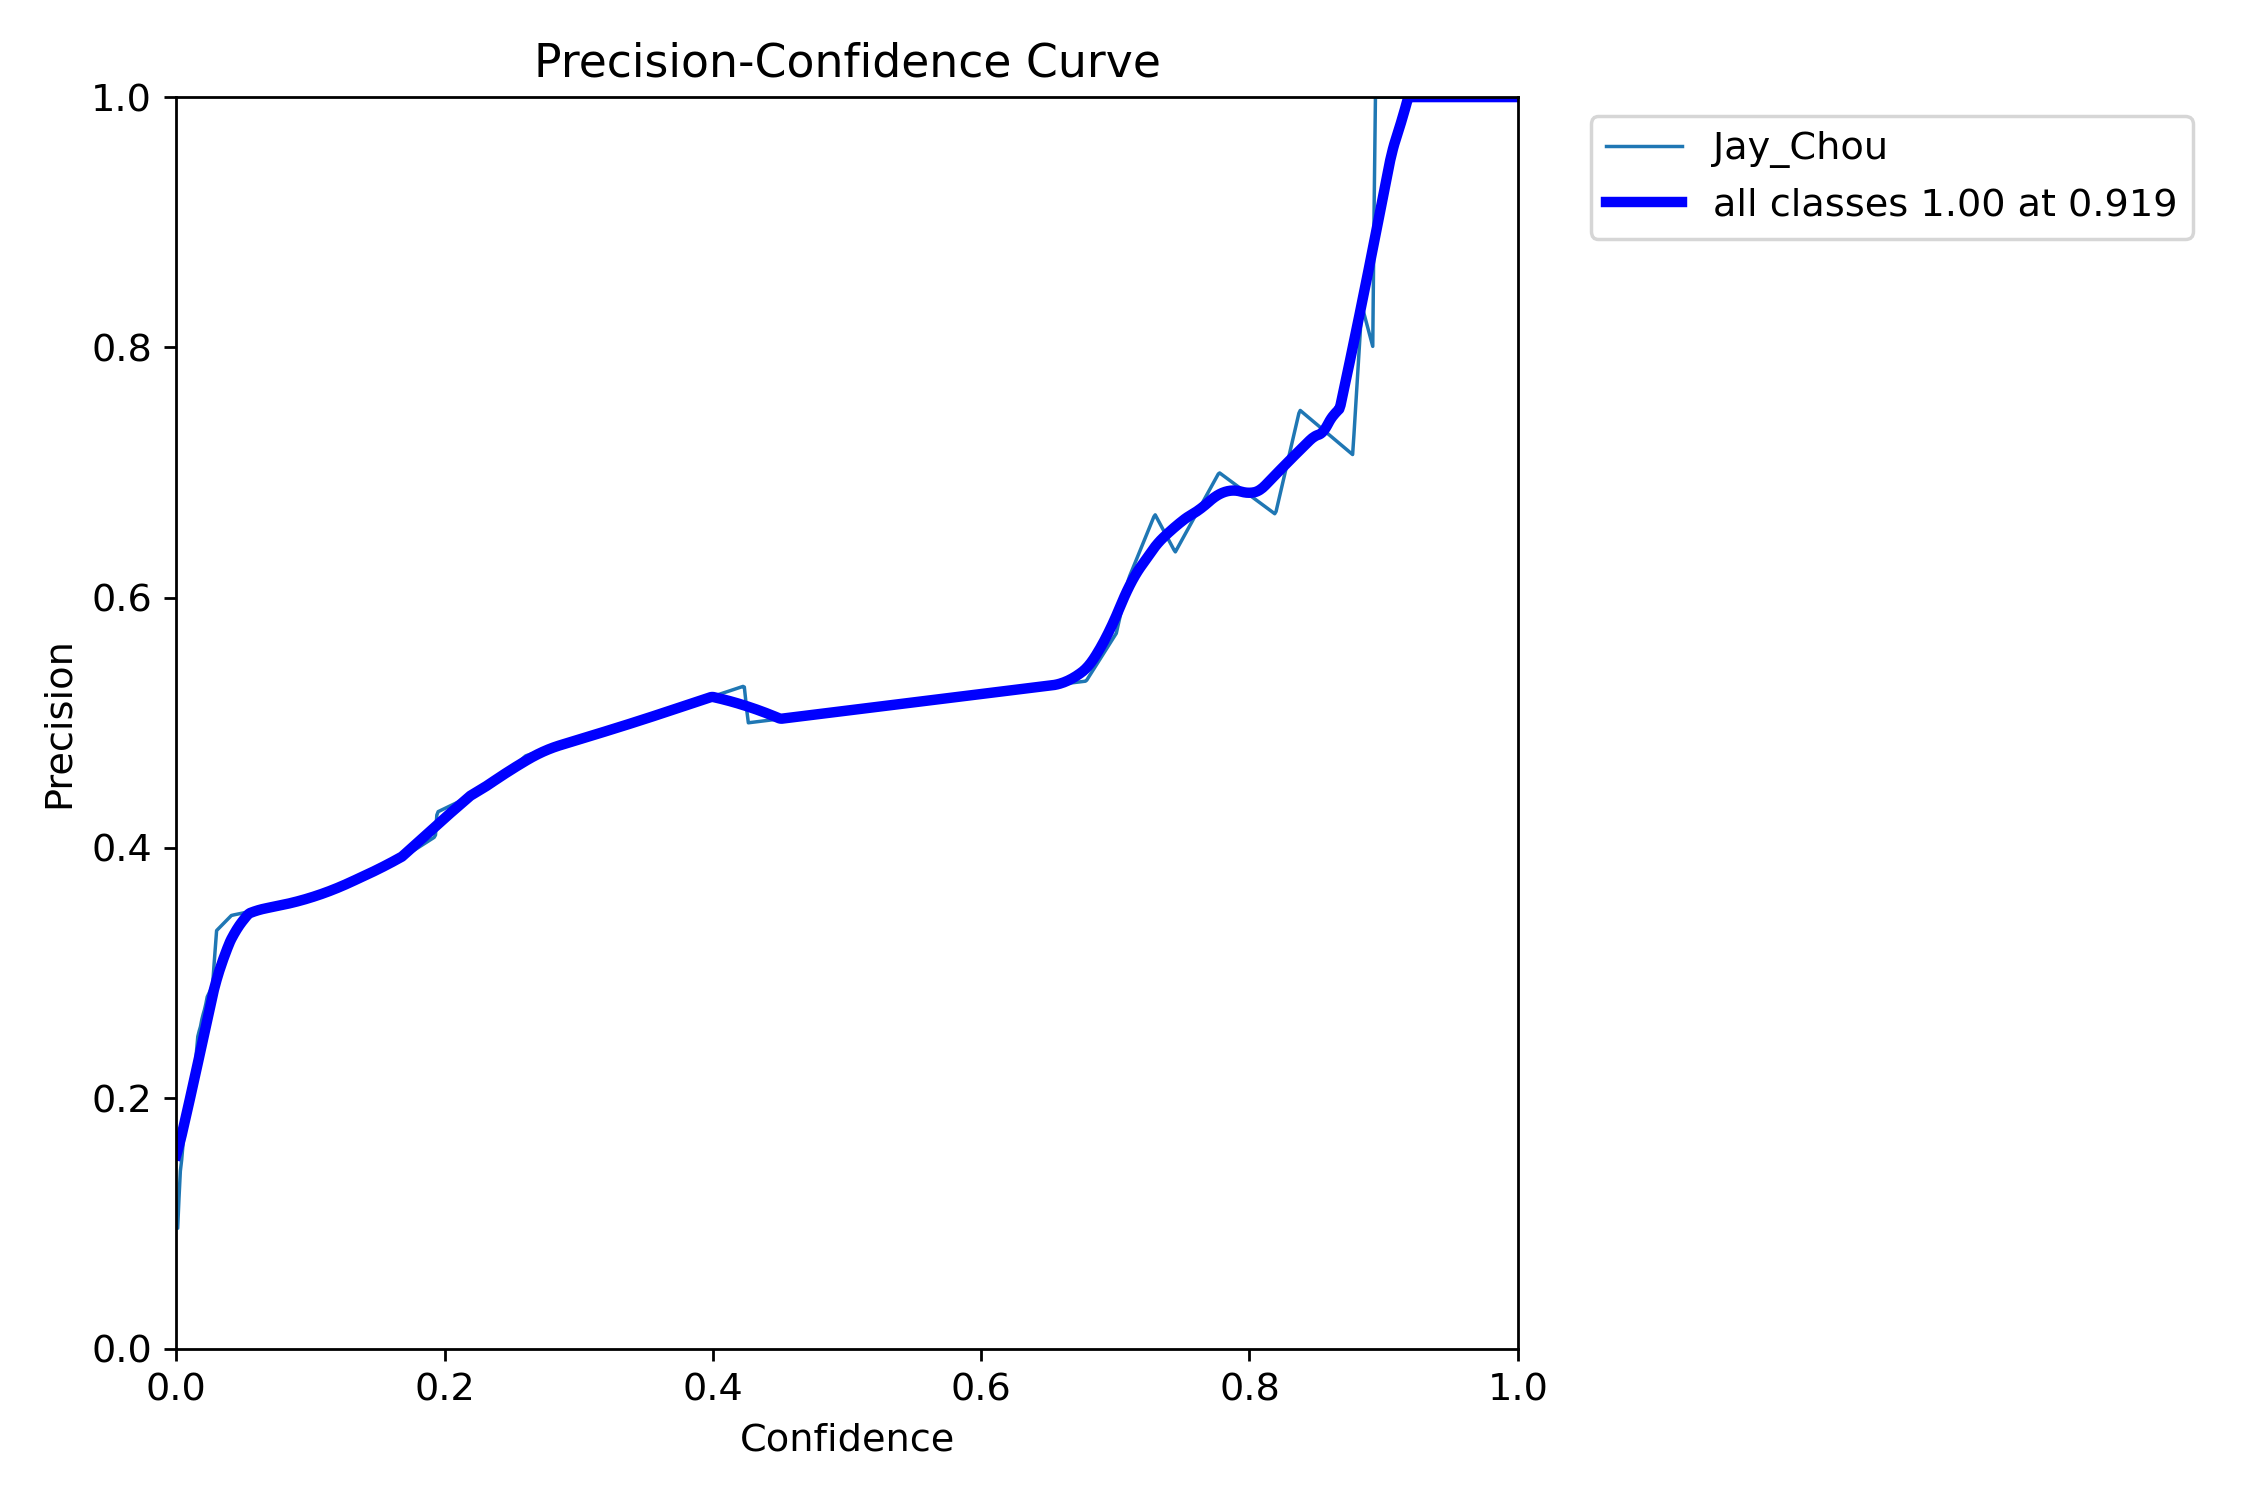 Precision-Confidence Curve
1.0
0.8
0.6
0.4
0.2
0.0
Precision
0.0 0.2 0.4 0.6 0.8 1.0
Confidence
Jay_Chou
all classes 1.00 at 0.919